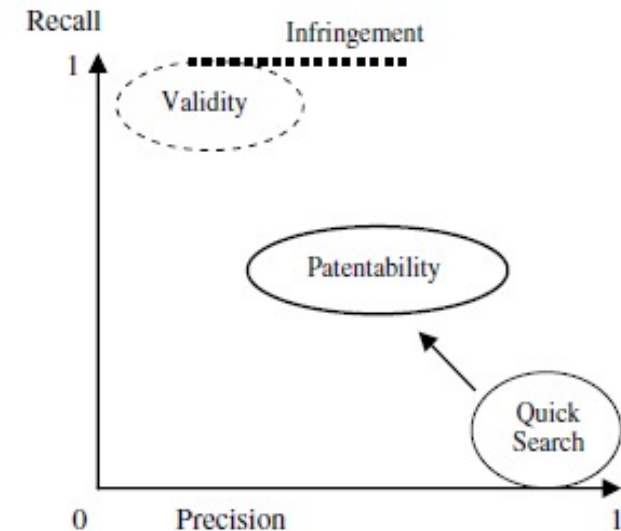 Recall
Infringement
1
Validity
Patentability
Quick
Search
0
Precision
1